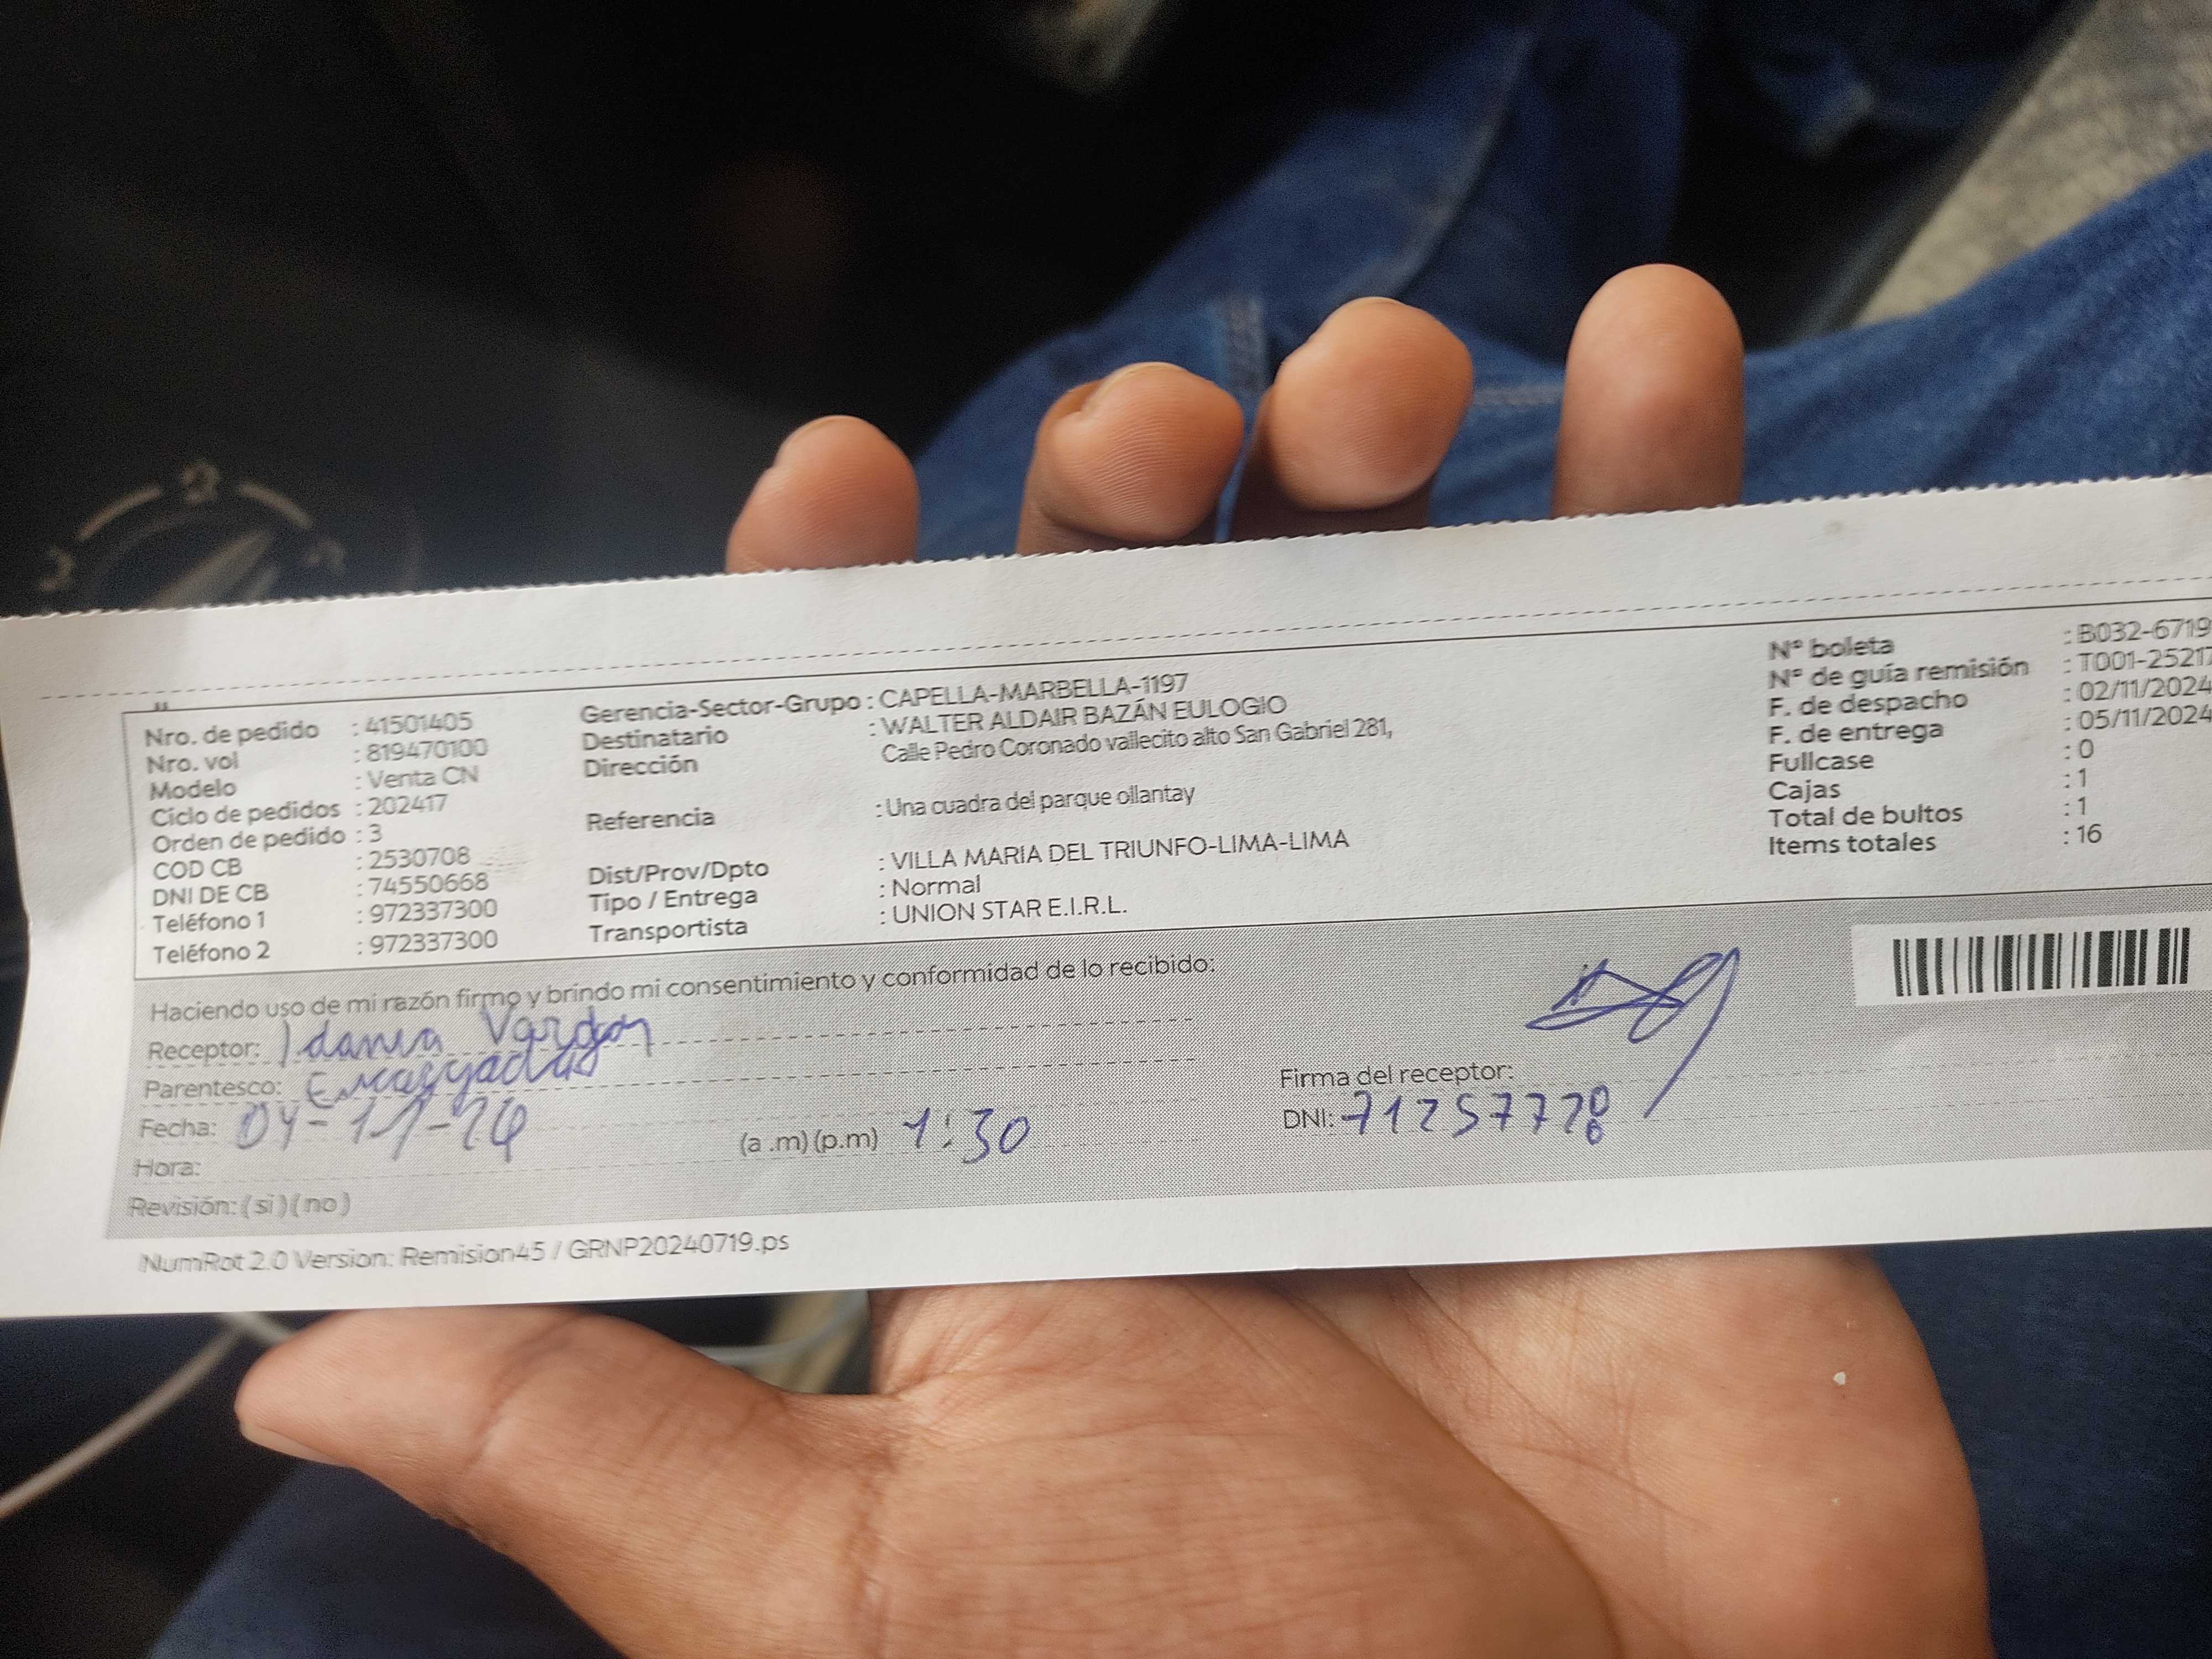 Nro. de pedido : 41501405
Nro. vol : 819470100
Modelo : Venta CN
Ciclo de pedidos : 202417
Orden de pedido : 3
COD CB : 2530708
DNI DE CB : 74550668
Teléfono 1 : 972337300
Teléfono 2 : 972337300
Gerencia-Sector-Grupo : CAPELLA-MARBELLA-1197
Destinatario : WALTER ALDAIR BAZÁN EULOGIO
Dirección Calle Pedro Coronado vallecito alto San Gabriel 281,
Referencia : Una cuadra del parque ollantay
Dist/Prov/Dpto : VILLA MARIA DEL TRIUNFO-LIMA-LIMA
Tipo / Entrega : Normal
Transportista : UNION STAR E.I.R.L.
N° boleta : B032-6719
N° de guía remisión : T001-25217
F. de despacho : 02/11/2024
F. de entrega : 05/11/2024
Fullcase : 0
Cajas : 1
Total de bultos : 1
Items totales : 16
Haciendo uso de mi razón firmo y brindo mi consentimiento y conformidad de lo recibido:
Receptor: Idania
Parentesco:
Fecha: 04-11-24
Hora: (a .m) (p.m) 1:30
Revisión: ( si ) ( no )
Firma del receptor:
DNI:
NumRot 2.0 Version: Remision45 / GRNP20240719.ps